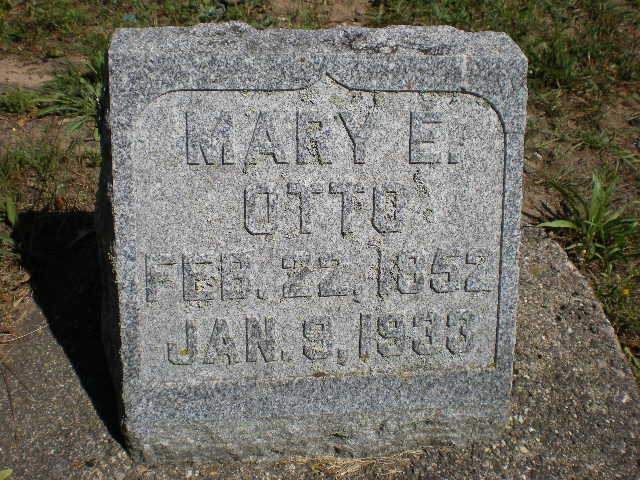 MARY E.
OTTO
FEB. 22, 1852
JAN. 9, 1933